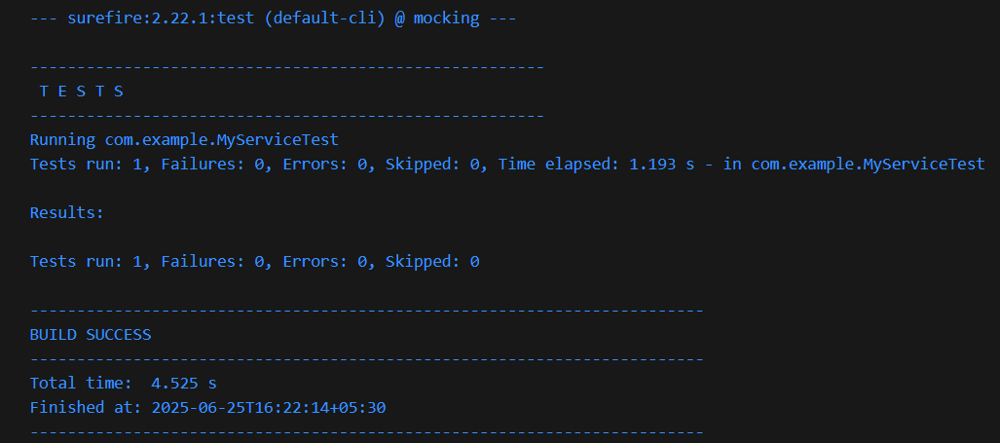 --- surefire:2.22.1:test (default-cli) @ mocking ---
-------------------------------------------------------
 T E S T S
-------------------------------------------------------
Running com.example.MyServiceTest
Tests run: 1, Failures: 0, Errors: 0, Skipped: 0, Time elapsed: 1.193 s - in com.example.MyServiceTest
Results:
Tests run: 1, Failures: 0, Errors: 0, Skipped: 0
------------------------------------------------------------------------
BUILD SUCCESS
------------------------------------------------------------------------
Total time:  4.525 s
Finished at: 2025-06-25T16:22:14+05:30
------------------------------------------------------------------------